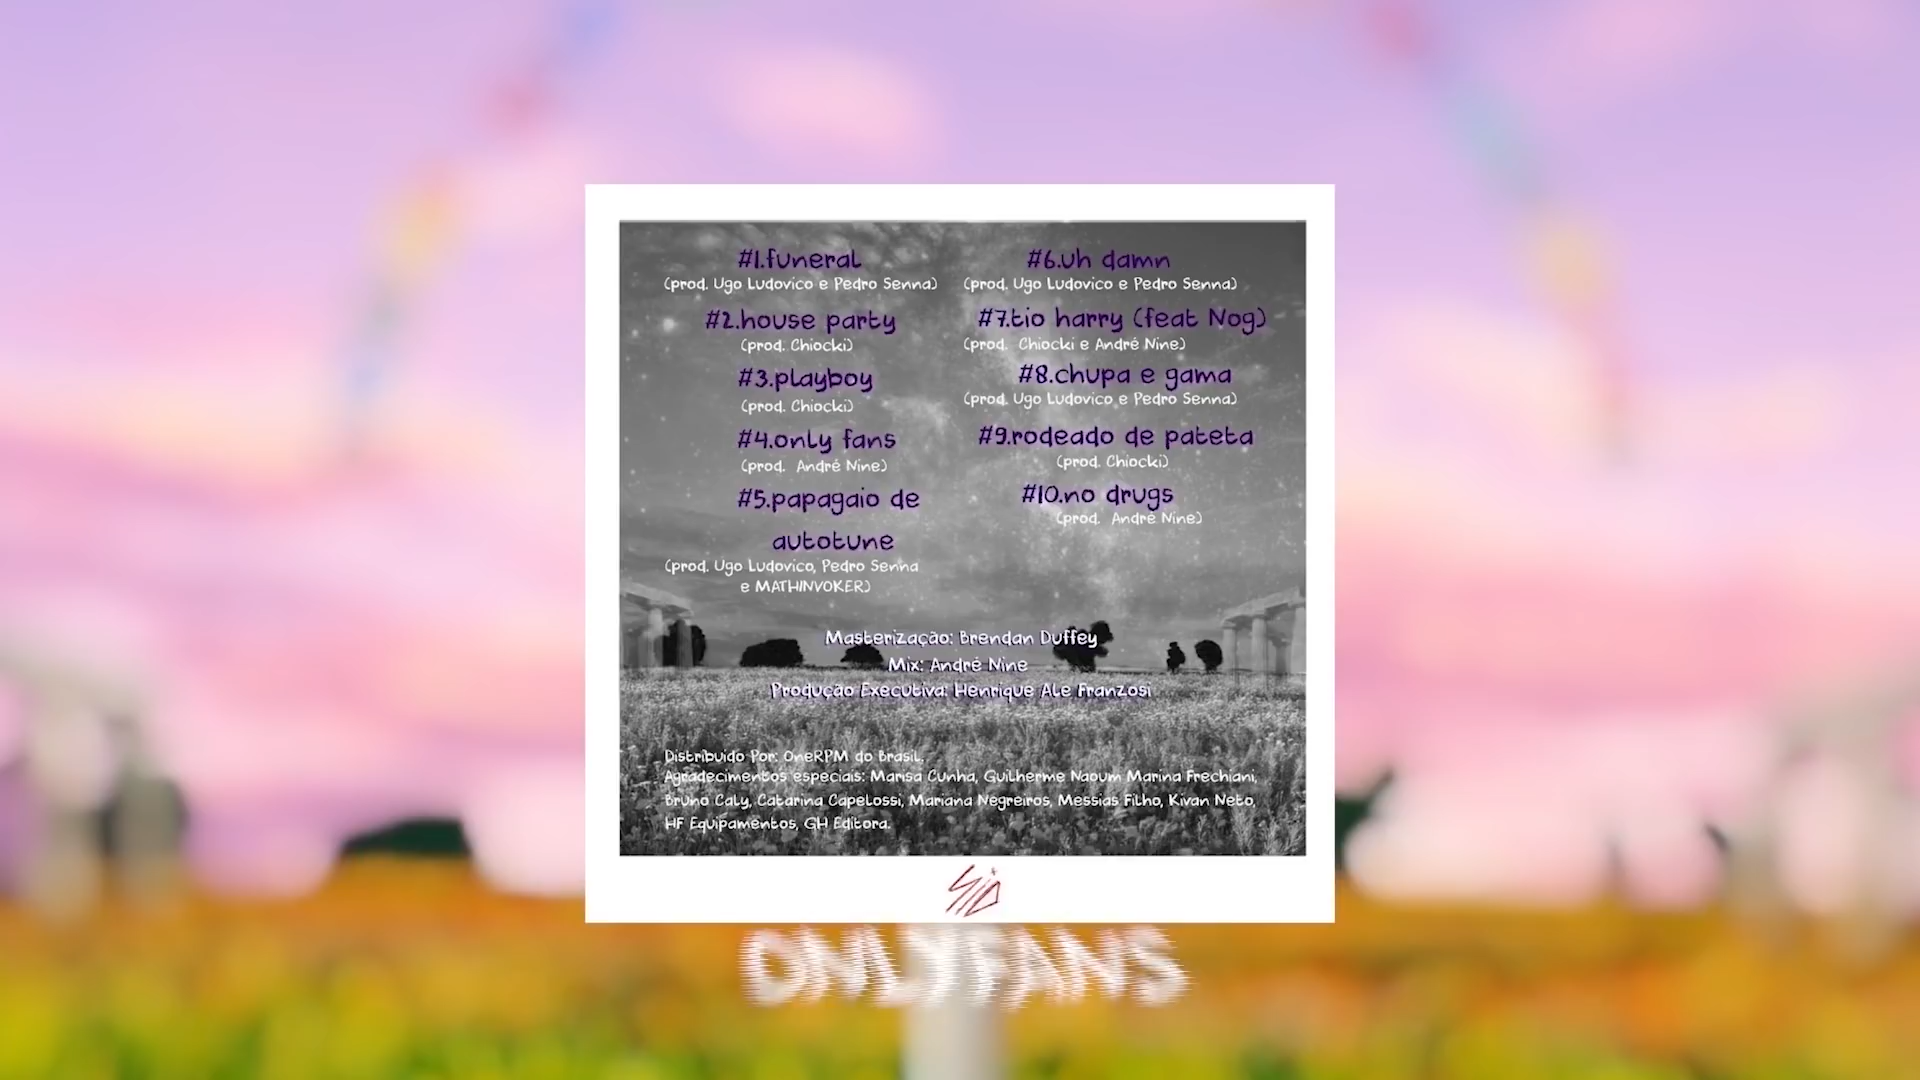 #1.funeral
(prod. Ugo Ludovico e Pedro Senna)
#2.house party
(prod. Chiocki)
#3.playboy
(prod. Chiocki)
#4.only fans
(prod. André Nine)
#5.papagaio de
autotune
(prod. Ugo Ludovico, Pedro Senna
e MATHINVOKER)
#6.uh damn
(prod. Ugo Ludovico e Pedro Senna)
#7.tio harry (feat Nog)
(prod. Chiocki e André Nine)
#8.chupa e gama
(prod. Ugo Ludovico e Pedro Senna)
#9.rodeado de pateta
(prod. Chiocki)
#10.no drugs
(prod. André Nine)
Masterização: Brendan Duffey
Mix: André Nine
Produção Executiva: Henrique Ale Franzosi
Distribuido Por: OneRPM do Brasil.
Agradecimentos especiais: Marisa Cunha, Guilherme Naoum Marina Frechiani,
Bruno Caly, Catarina Capelossi, Mariana Negreiros, Messias Filho, Kivan Neto,
HF Equipamentos, GH Editora.
SID
ONLYFANS